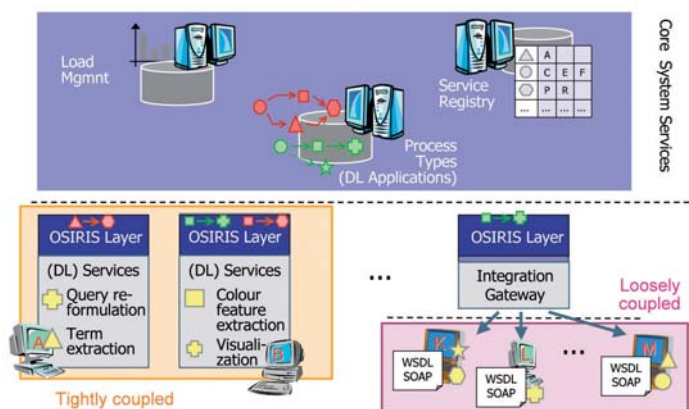 Load
Mgmnt
Service
Registry
A
C E F
P R
... ... ... ...
Core System Services
Process
Types
(DL Applications)
OSIRIS Layer
(DL) Services
Query re-
formulation
Term
extraction
A
OSIRIS Layer
(DL) Services
Colour
feature
extraction
Visuali-
zation
B
Tightly coupled
...
OSIRIS Layer
Integration
Gateway
Loosely
coupled
K
WSDL
SOAP
L
WSDL
SOAP
...
M
WSDL
SOAP